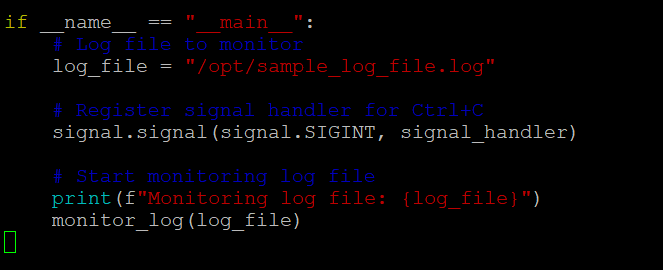 if __name__ == "__main__":
    # Log file to monitor
    log_file = "/opt/sample_log_file.log"
    # Register signal handler for Ctrl+C
    signal.signal(signal.SIGINT, signal_handler)
    # Start monitoring log file
    print(f"Monitoring log file: {log_file}")
    monitor_log(log_file)